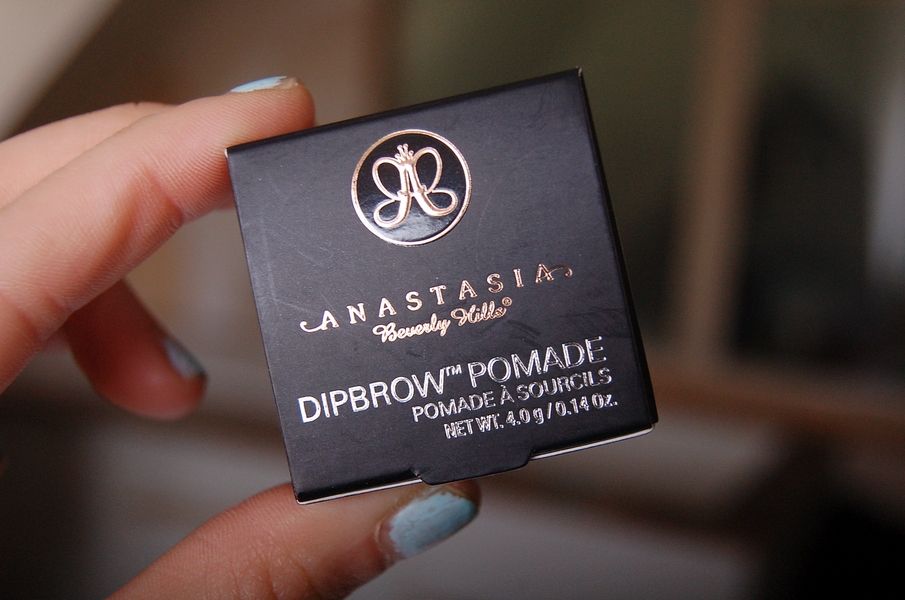 A
ANASTASIA
Beverly Hills®
DIPBROW™ POMADE
POMADE À SOURCILS
NET WT. 4.0 g / 0.14 Oz.